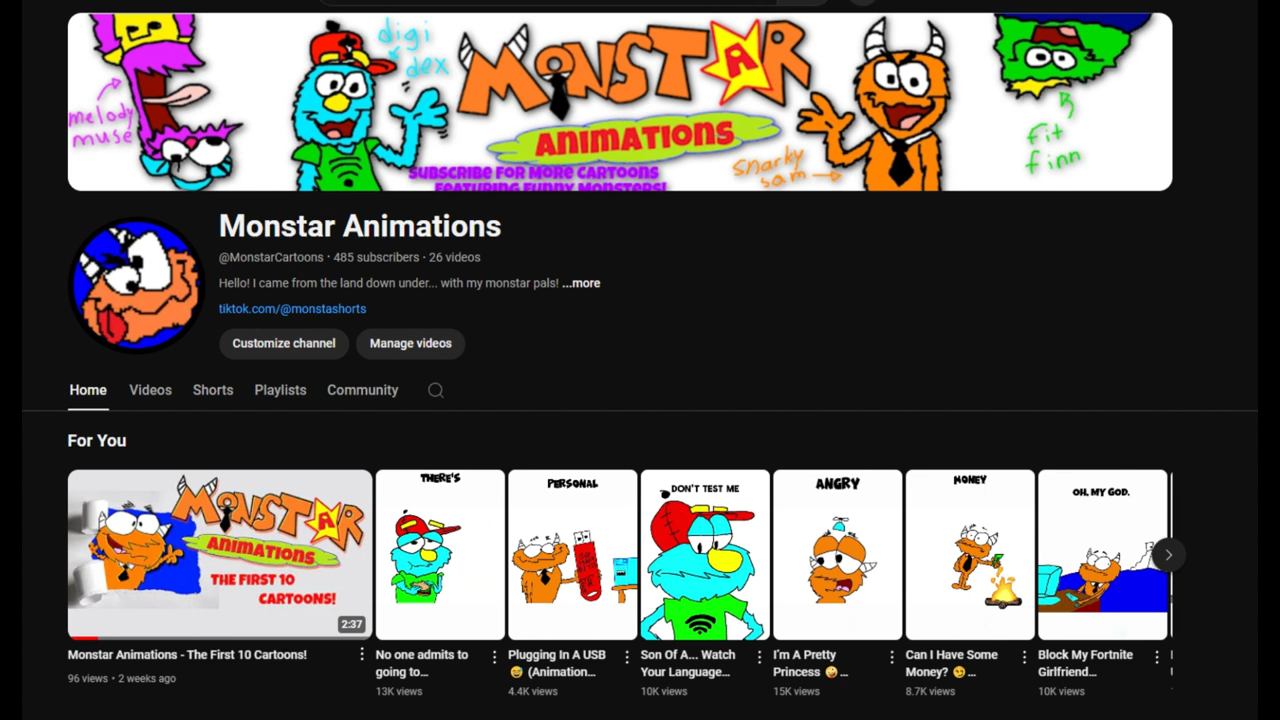 digi
dex
MONSTAR
ANIMATIONS
SUBSCRIBE FOR MORE CARTOONS
FEATURING FUNNY MONSTERS!
melody
muse
snarky
sam
fit
finn
Monstar Animations
@MonstarCartoons · 485 subscribers · 26 videos
Hello! I came from the land down under... with my monstar pals! ...more
tiktok.com/@monstashorts
Customize channel
Manage videos
Home Videos Shorts Playlists Community
For You
MONSTAR
ANIMATIONS
THE FIRST 10
CARTOONS!
2:37
THERE'S
PERSONAL
DON'T TEST ME
ANGRY
MONEY
OH, MY GOD.
Monstar Animations - The First 10 Cartoons!
96 views · 2 weeks ago
No one admits to
going to...
13K views
Plugging In A USB
😅 (Animation...
4.4K views
Son Of A... Watch
Your Language...
10K views
I'm A Pretty
Princess 🤪 ...
15K views
Can I Have Some
Money? 😏 ...
8.7K views
Block My Fortnite
Girlfriend...
10K views